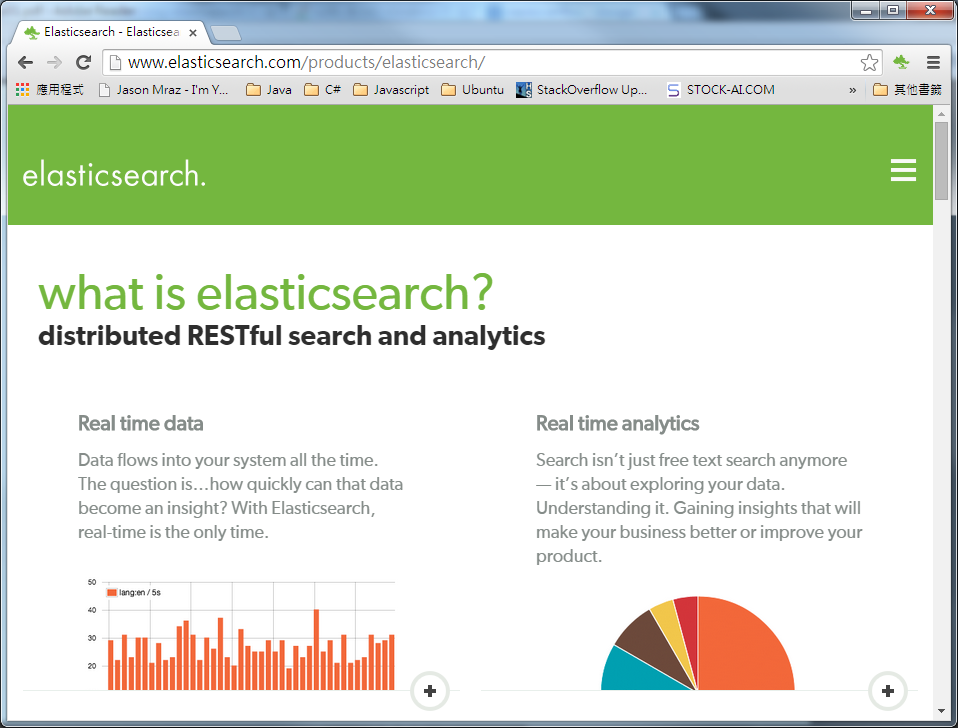 Elasticsearch - Elasticsea
www.elasticsearch.com/products/elasticsearch/
應用程式 Jason Mraz - I'm Y... Java C# Javascript Ubuntu StackOverflow Up... STOCK-AI.COM » 其他書籤
elasticsearch.
what is elasticsearch?
distributed RESTful search and analytics
Real time data
Data flows into your system all the time.
The question is...how quickly can that data
become an insight? With Elasticsearch,
real-time is the only time.
50
lang:en / 5s
40
30
20
Real time analytics
Search isn’t just free text search anymore
— it’s about exploring your data.
Understanding it. Gaining insights that will
make your business better or improve your
product.